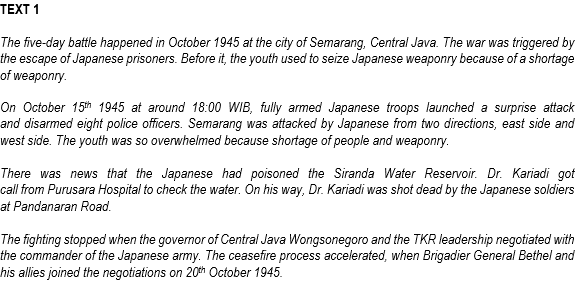 TEXT 1
The five-day battle happened in October 1945 at the city of Semarang, Central Java. The war was triggered by
the escape of Japanese prisoners. Before it, the youth used to seize Japanese weaponry because of a shortage
of weaponry.
On October 15th 1945 at around 18:00 WIB, fully armed Japanese troops launched a surprise attack
and disarmed eight police officers. Semarang was attacked by Japanese from two directions, east side and
west side. The youth was so overwhelmed because shortage of people and weaponry.
There was news that the Japanese had poisoned the Siranda Water Reservoir. Dr. Kariadi got
call from Purusara Hospital to check the water. On his way, Dr. Kariadi was shot dead by the Japanese soldiers
at Pandanaran Road.
The fighting stopped when the governor of Central Java Wongsonegoro and the TKR leadership negotiated with
the commander of the Japanese army. The ceasefire process accelerated, when Brigadier General Bethel and
his allies joined the negotiations on 20th October 1945.